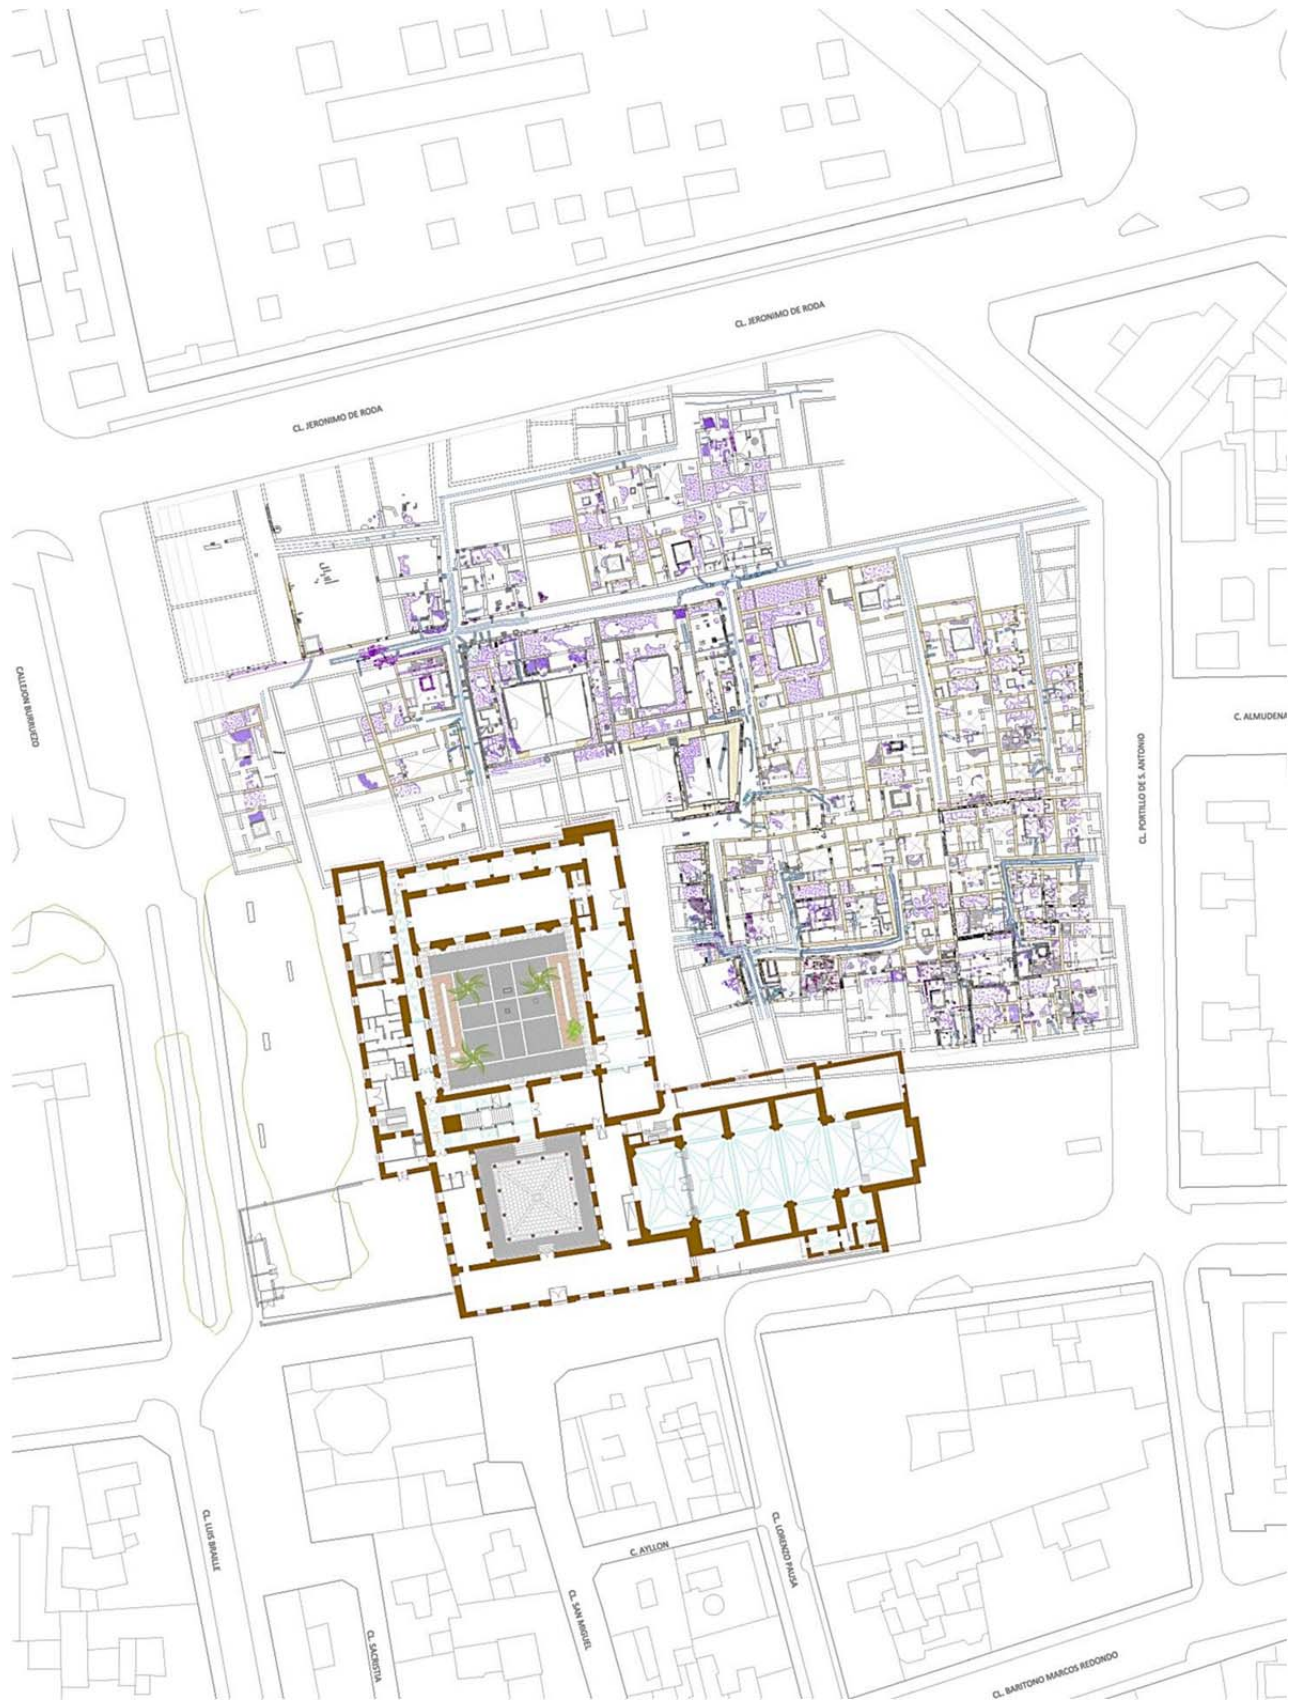 CL. JERONIMO DE RODA
CL. JERONIMO DE RODA
CALLEJON BURRUEZO
C. ALMUDENA
CL. PORTILLO DE S. ANTONIO
CL. LUIS BRAILLE
C. AYLLON
CL. LORENZO PAUSA
CL. SAN MIGUEL
CL. SACRISTIA
CL. BARITONO MARCOS REDONDO